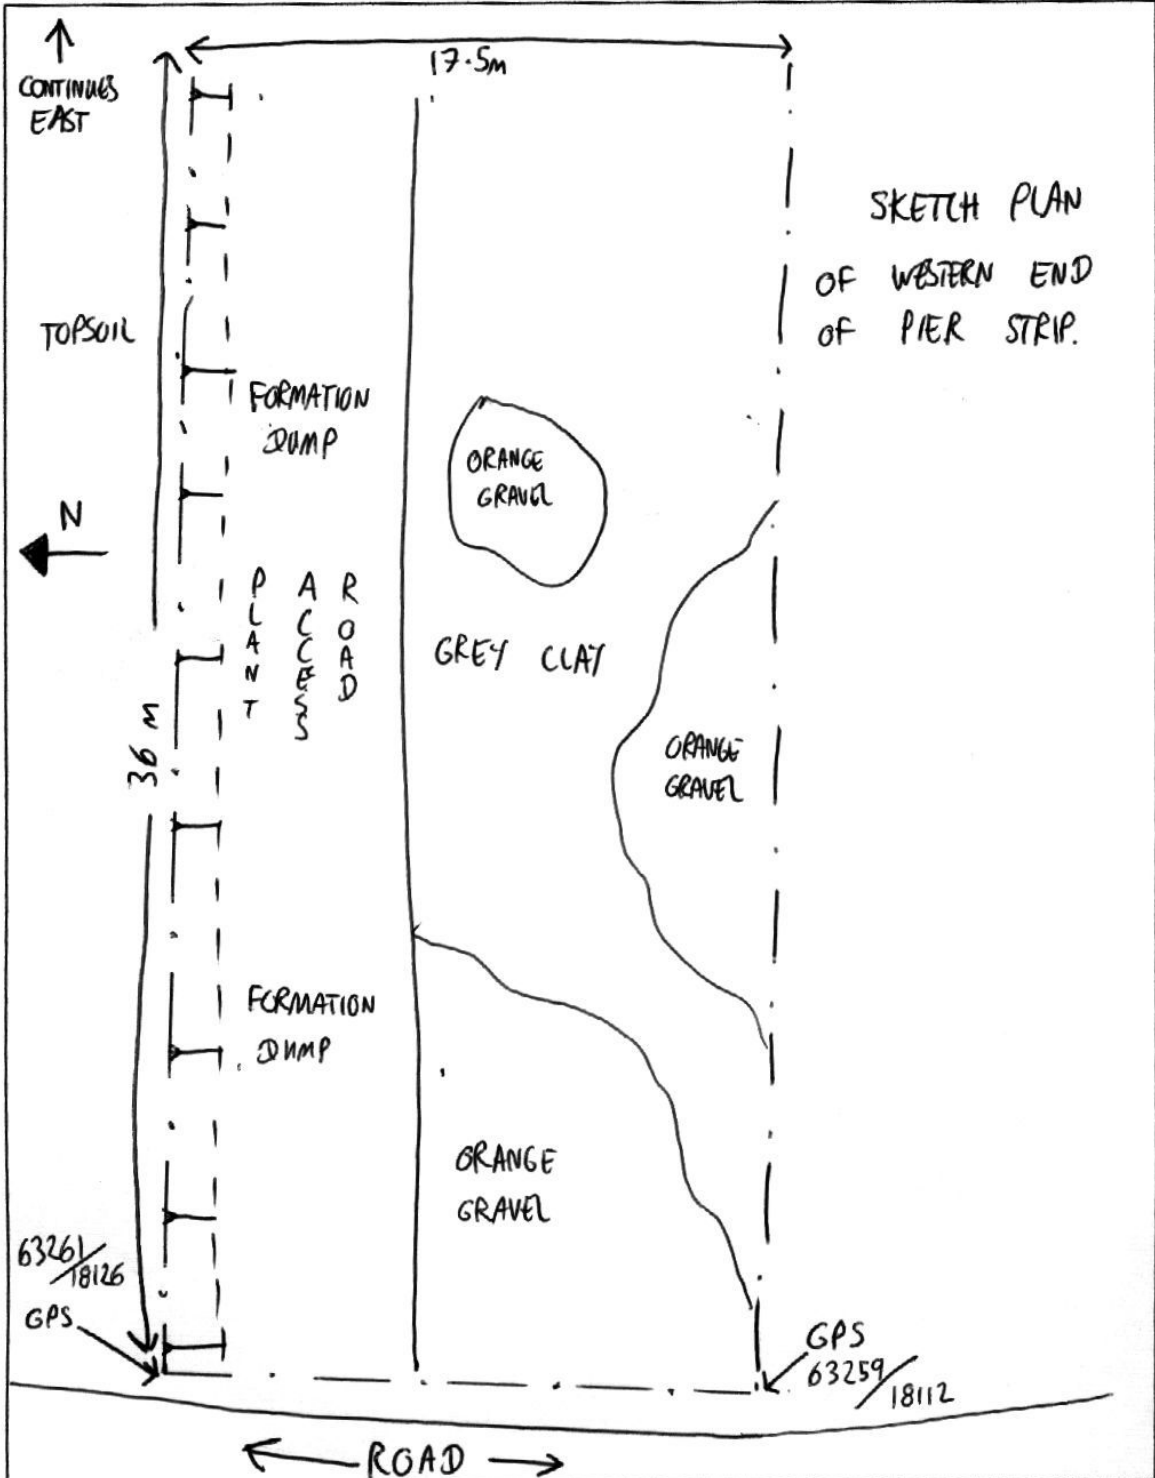 CONTINUES
EAST
17.5m
SKETCH PLAN
OF WESTERN END
OF PIER STRIP.
TOPSOIL
FORMATION
DUMP
ORANGE
GRAVEL
N
PLANT
ACCESS
ROAD
GREY CLAY
36 m
ORANGE
GRAVEL
FORMATION
DUMP
ORANGE
GRAVEL
63261/18126
GPS
GPS
63259/18112
ROAD